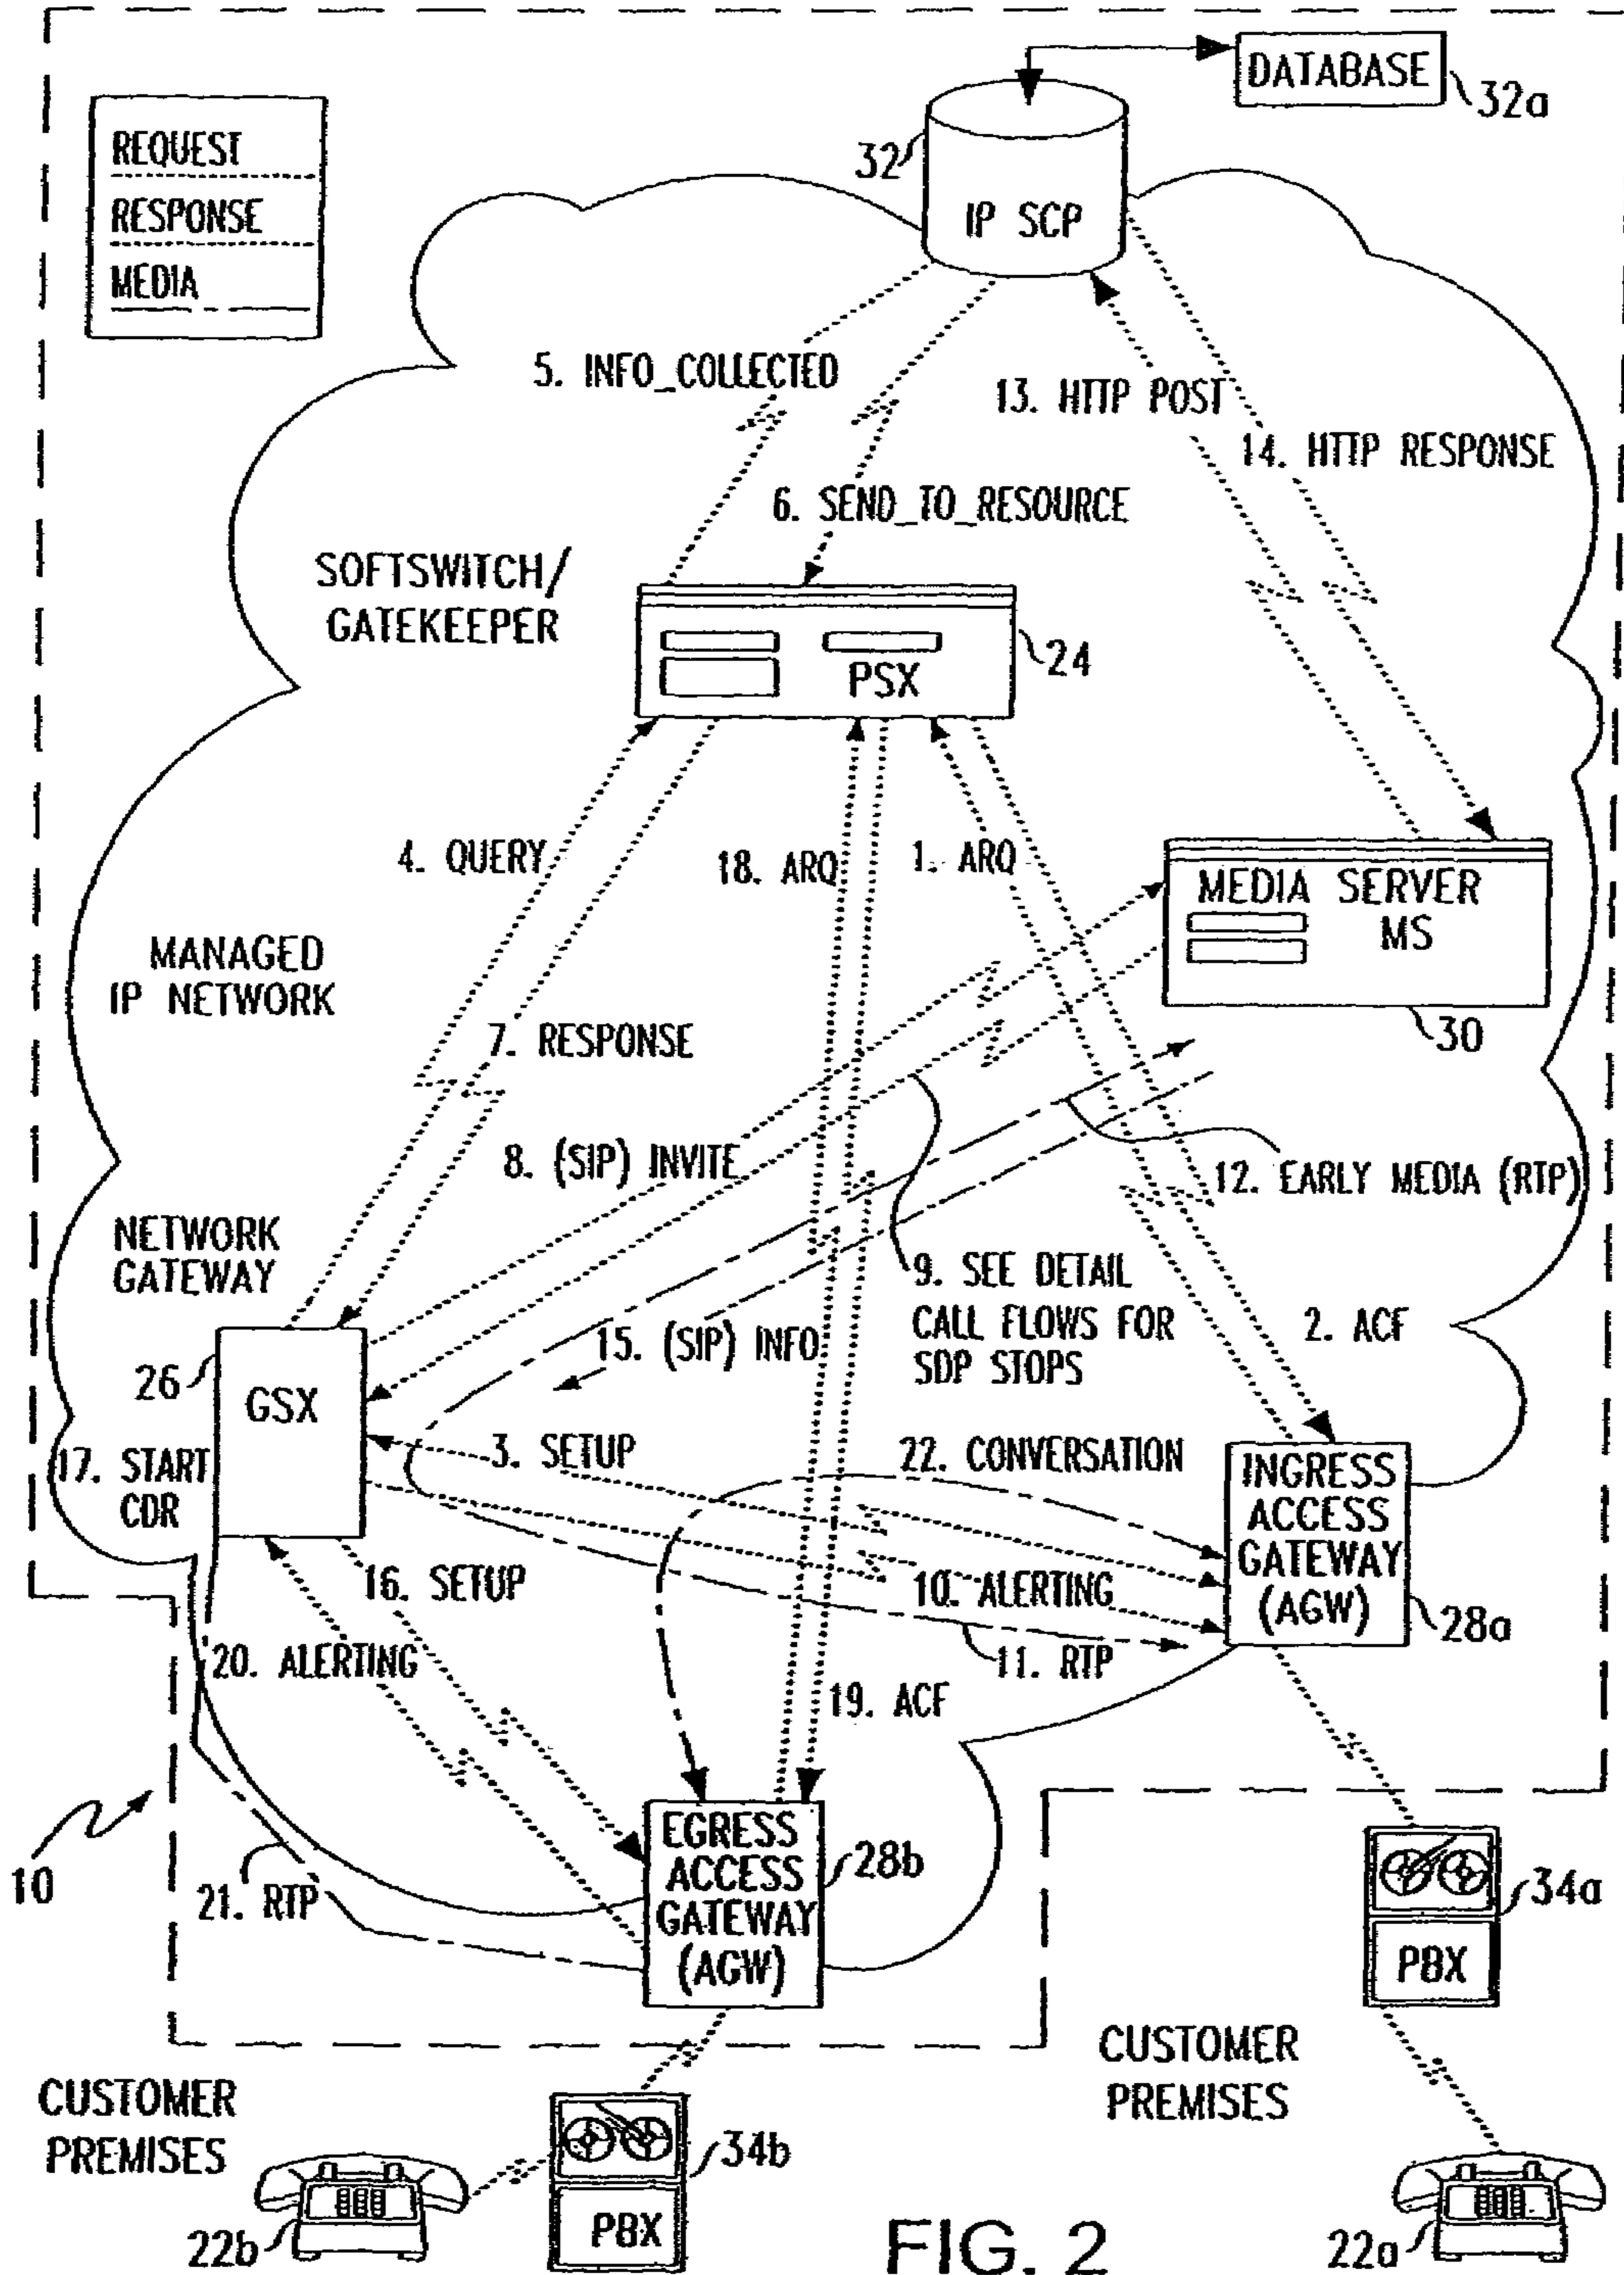 DATABASE
32a
REQUEST
RESPONSE
MEDIA
32
IP SCP
5. INFO_COLLECTED
13. HTTP POST
14. HTTP RESPONSE
6. SEND_TO_RESOURCE
SOFTSWITCH/
GATEKEEPER
24
PSX
4. QUERY
18. ARQ
1. ARQ
MEDIA SERVER
MS
30
MANAGED
IP NETWORK
7. RESPONSE
8. (SIP) INVITE
12. EARLY MEDIA (RTP)
NETWORK
GATEWAY
9. SEE DETAIL
CALL FLOWS FOR
SDP STOPS
15. (SIP) INFO
2. ACF
26
GSX
3. SETUP
22. CONVERSATION
17. START
CDR
INGRESS
ACCESS
GATEWAY
(AGW)
28a
16. SETUP
10. ALERTING
20. ALERTING
11. RTP
19. ACF
10
21. RTP
EGRESS
ACCESS
GATEWAY
(AGW)
28b
34a
PBX
CUSTOMER
PREMISES
CUSTOMER
PREMISES
34b
PBX
22b
22a
FIG. 2